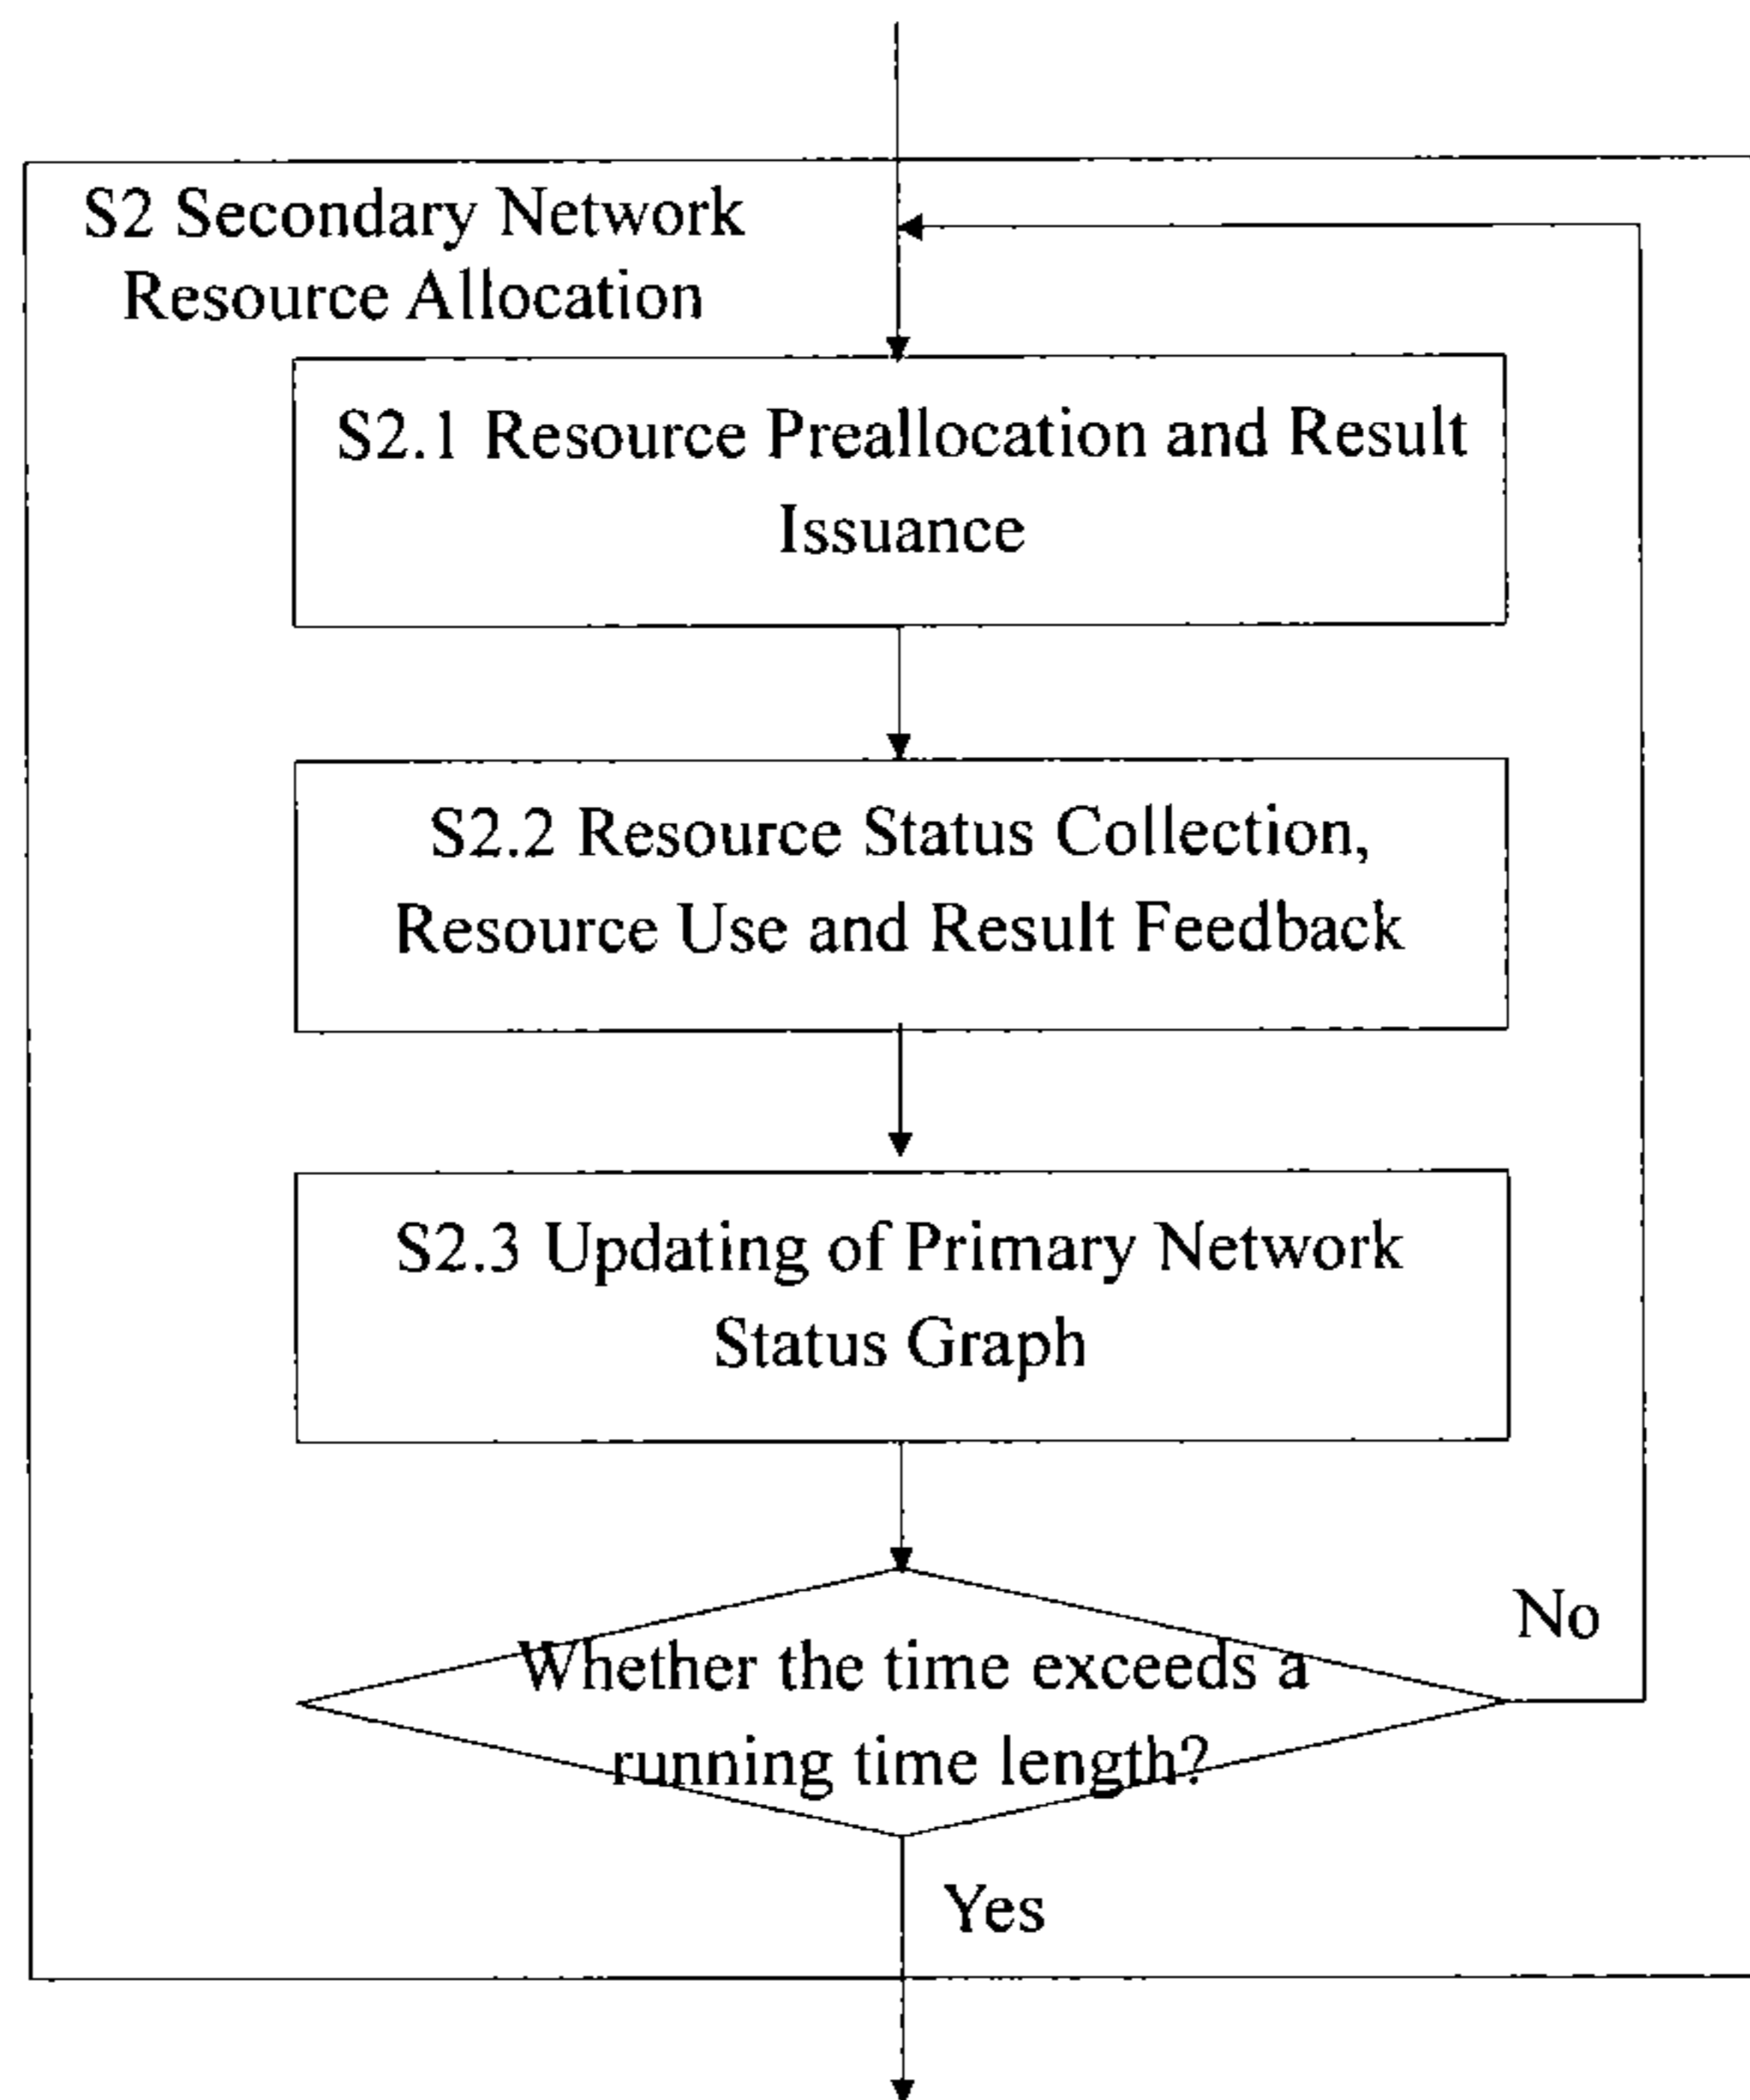 S2 Secondary Network
Resource Allocation
S2.1 Resource Preallocation and Result
Issuance
S2.2 Resource Status Collection,
Resource Use and Result Feedback
S2.3 Updating of Primary Network
Status Graph
Whether the time exceeds a
running time length?
No
Yes